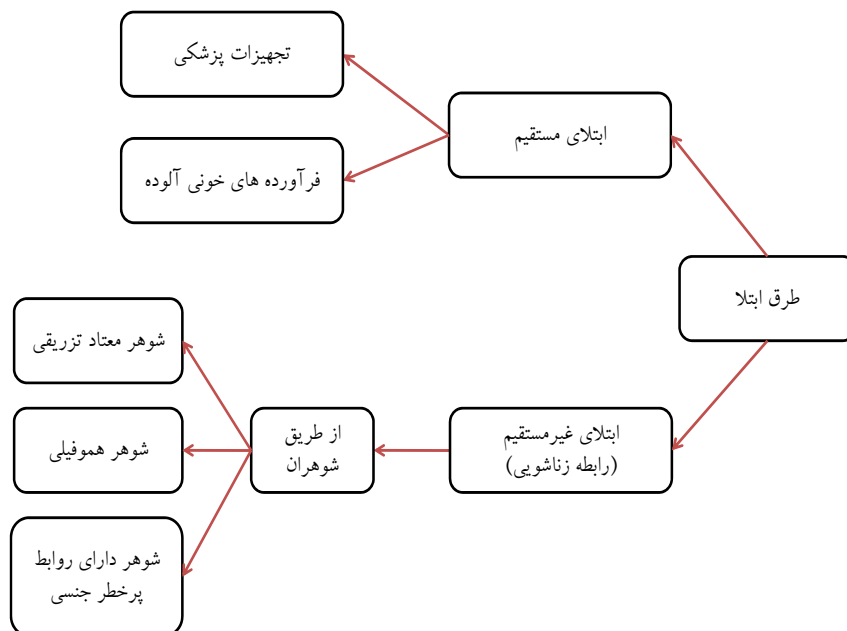 طرق ابتلا
ابتلای مستقیم
تجهیزات پزشکی
فرآورده های خونی آلوده
ابتلای غیرمستقیم
(رابطه زناشویی)
از طریق
شوهران
شوهر معتاد تزریقی
شوهر هموفیلی
شوهر دارای روابط
پرخطر جنسی